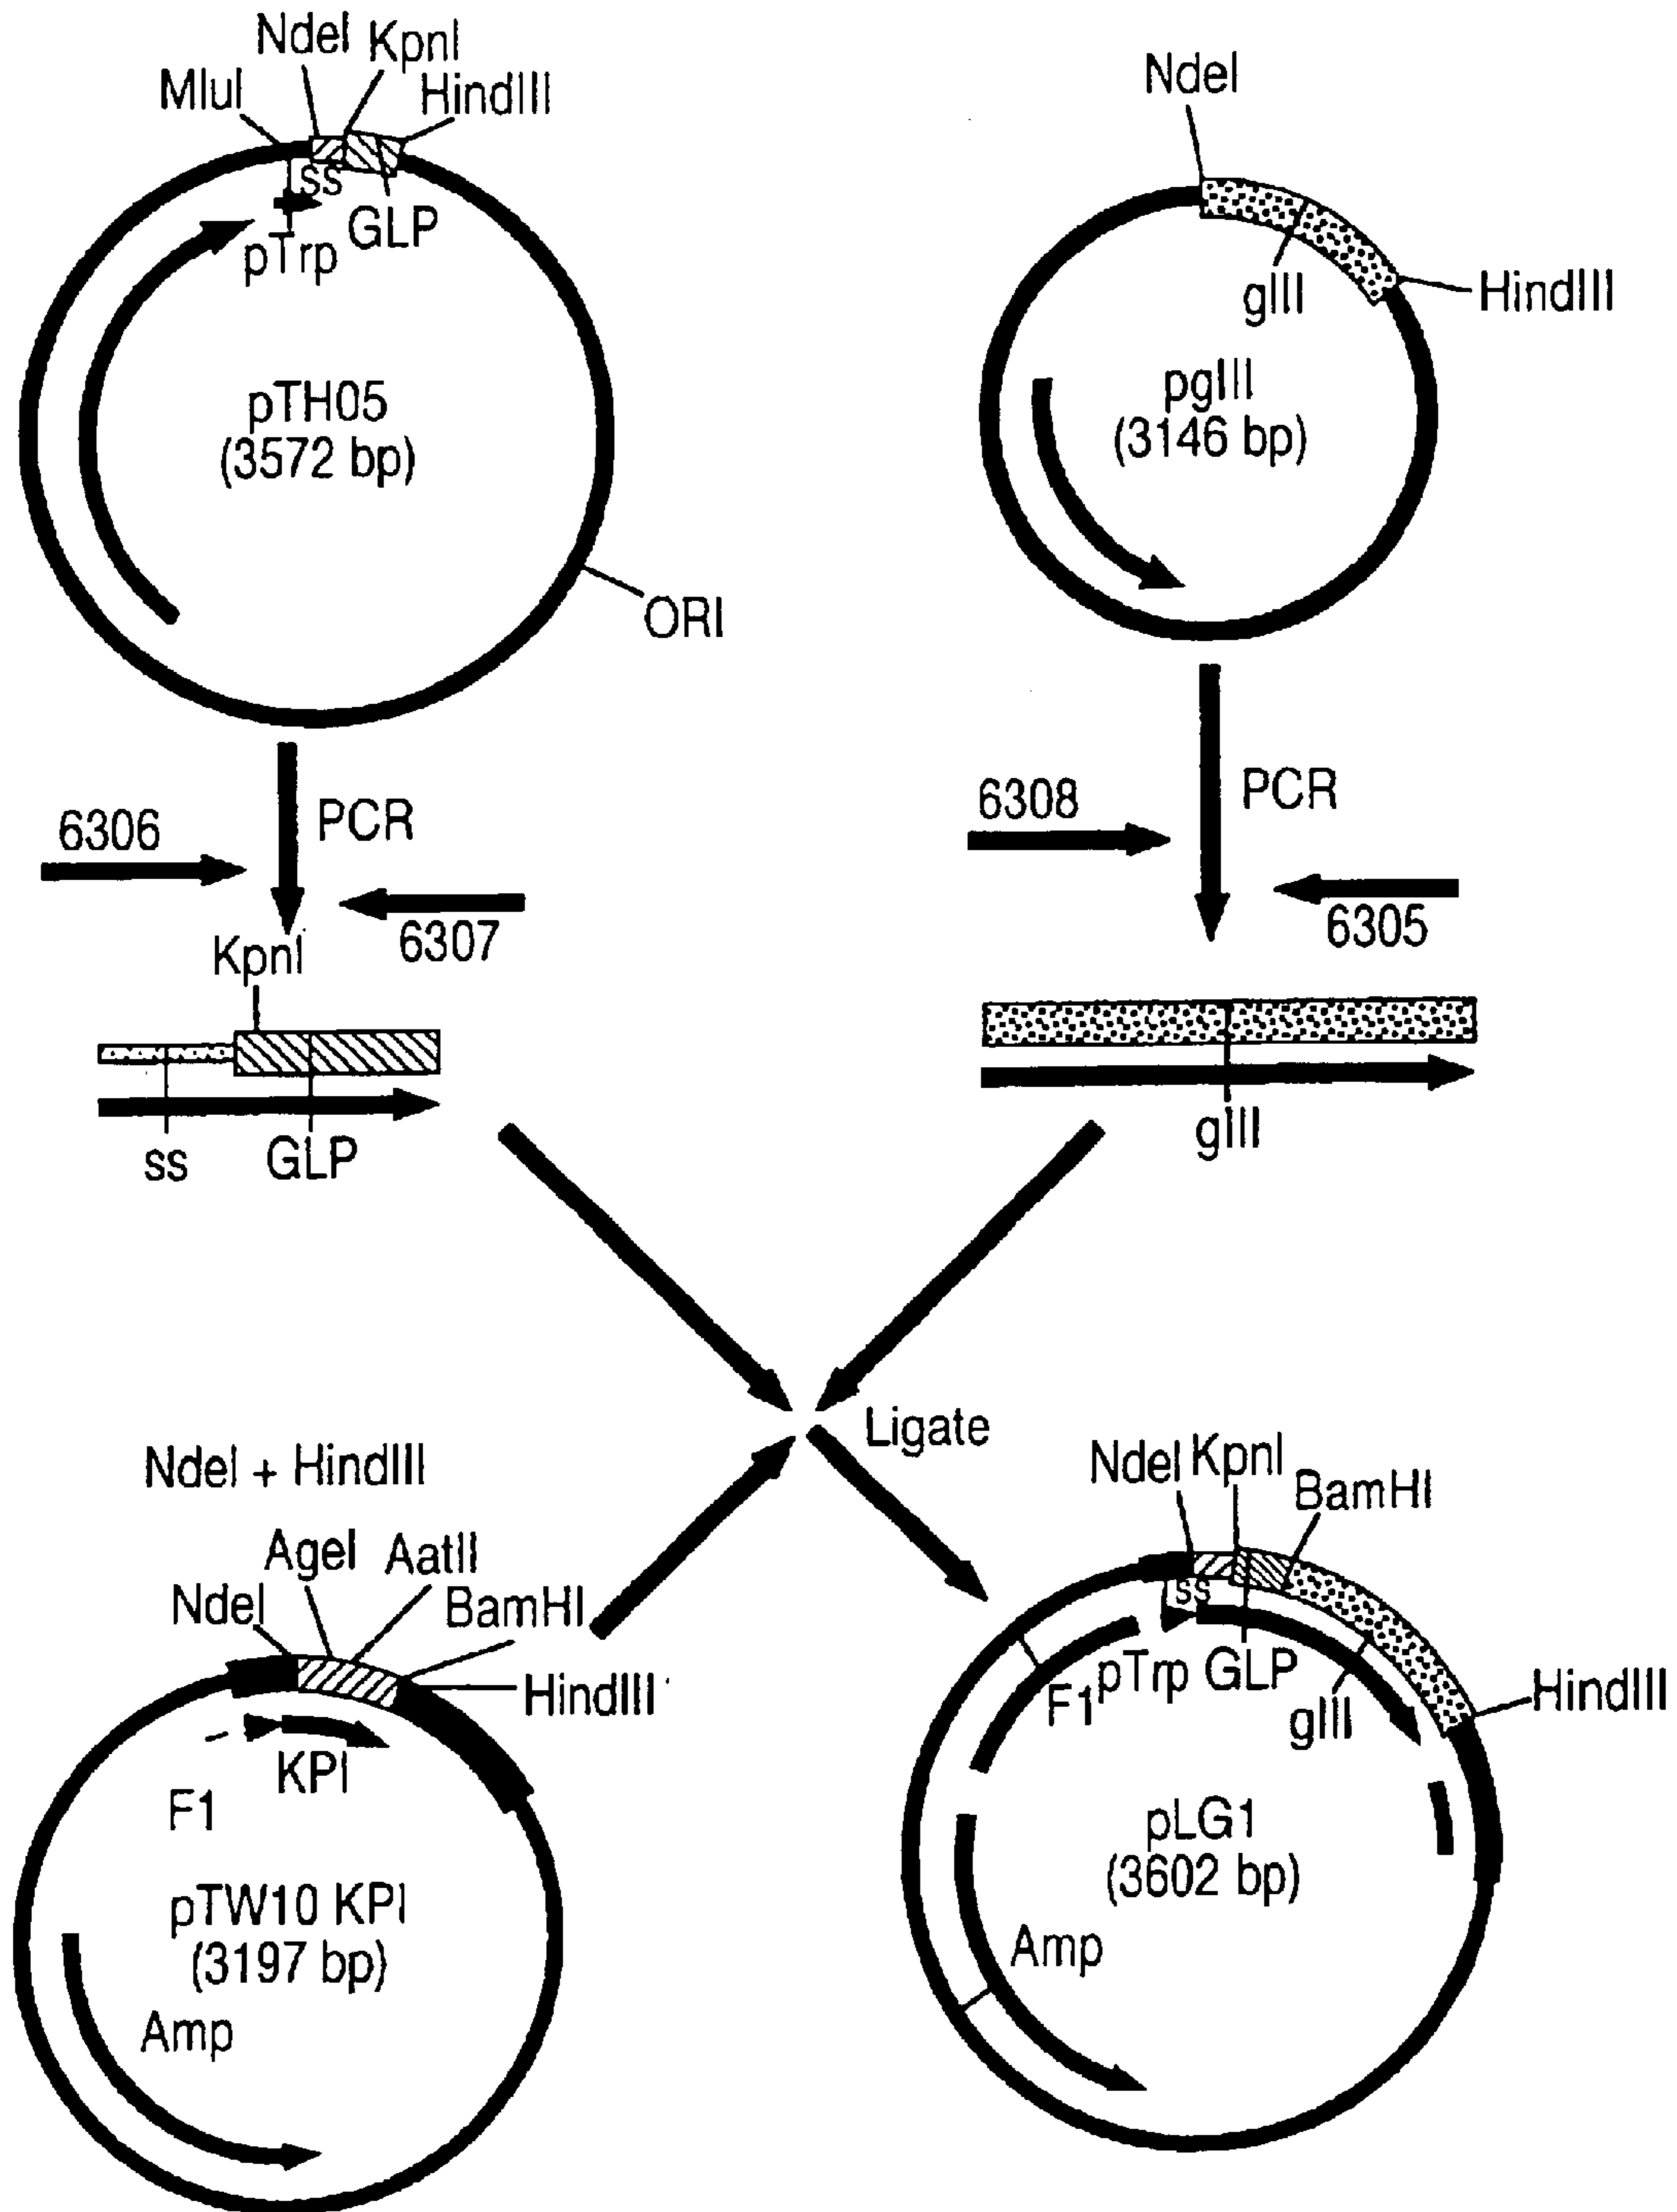 NdeI KpnI
MluI
HindIII
ss
pTrp
GLP
pTH05
(3572 bp)
ORI
NdeI
gIII
HindIII
pgIII
(3146 bp)
6306
PCR
6307
KpnI
ss
GLP
6308
PCR
6305
gIII
Ligate
NdeI + HindIII
AgeI
AatII
NdeI
BamHI
HindIII
KPI
F1
pTW10 KPI
(3197 bp)
Amp
NdeI
KpnI
BamHI
ss
pTrp
GLP
F1
gIII
HindIII
pLG1
(3602 bp)
Amp